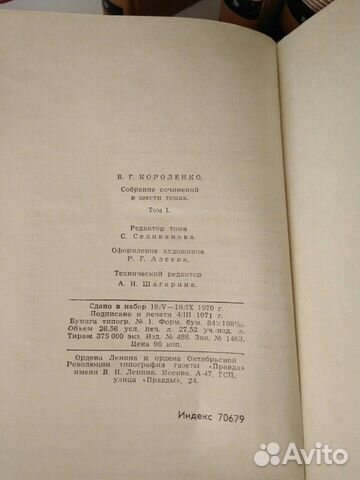 В. Г. КОРОЛЕНКО.
Собрание сочинений
в шести томах.
Том I.
Редактор тома
С. Селиванова.
Оформление художника
Р. Г. Алеева.
Технический редактор
А. И. Шагарина.
Сдано в набор 19/V—19/IX 1970 г.
Подписано к печати 4/III 1971 г.
Бумага типогр. № 1. Форм. бум. 84×108¹/₃₂.
Объем 26,56 усл. печ. л. 27,52 уч.-изд. л.
Тираж 375 000 экз. Изд. № 488. Зак. № 1463.
Цена 90 коп.
Ордена Ленина и ордена Октябрьской
Революции типография газеты «Правда»
имени В. И. Ленина. Москва, А-47, ГСП,
улица «Правды», 24.
Индекс 70679
Avito